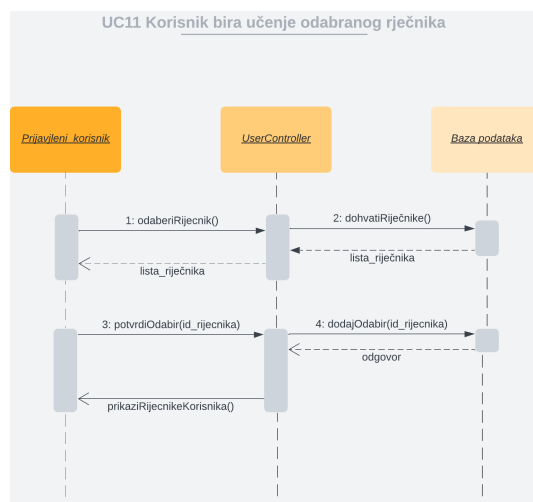 UC11 Korisnik bira učenje odabranog rječnika
Prijavjleni_korisnik
UserController
Baza podataka
1: odaberiRijecnik()
2: dohvatiRiječnike()
lista_riječnika
lista_riječnika
3: potvrdiOdabir(id_rijecnika)
4: dodajOdabir(id_rijecnika)
odgovor
prikaziRijecnikeKorisnika()